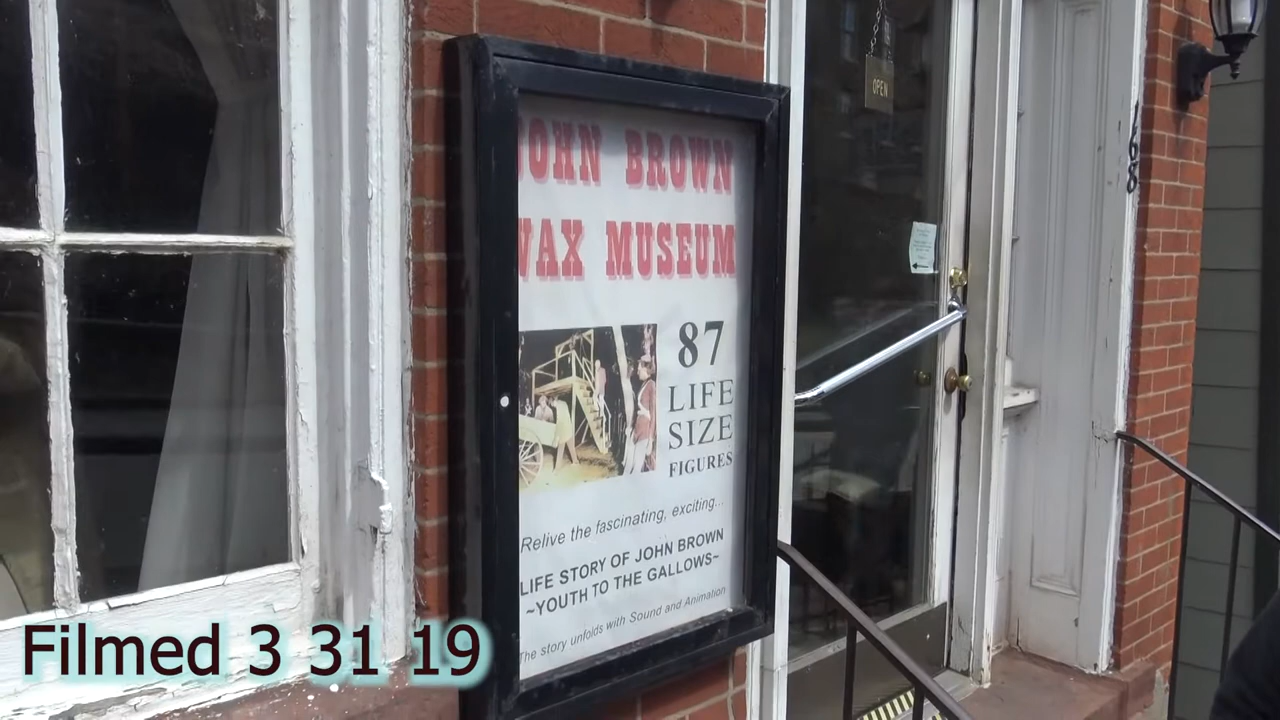 JOHN BROWN
WAX MUSEUM
87
LIFE
SIZE
FIGURES
Relive the fascinating, exciting...
LIFE STORY OF JOHN BROWN
~YOUTH TO THE GALLOWS~
The story unfolds with Sound and Animation
OPEN
168
Filmed 3 31 19